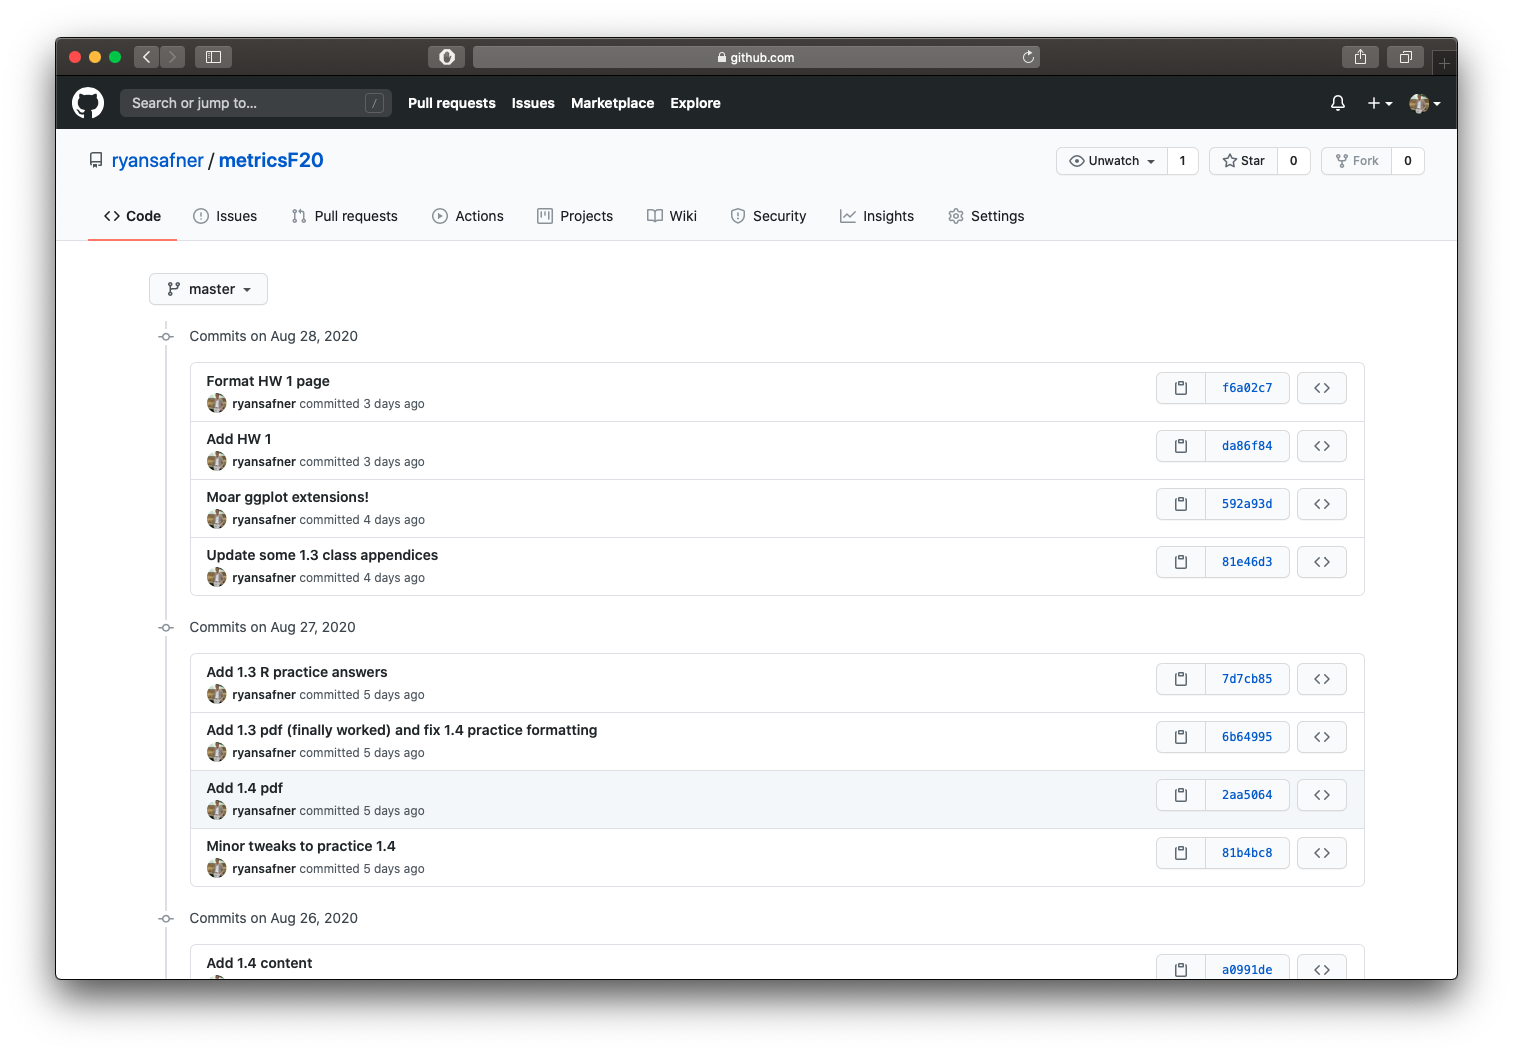 github.com
Search or jump to... /
Pull requests Issues Marketplace Explore
ryansafner / metricsF20
Unwatch 1 Star 0 Fork 0
Code Issues Pull requests Actions Projects Wiki Security Insights Settings
master
Commits on Aug 28, 2020
Format HW 1 page
ryansafner committed 3 days ago
f6a02c7
Add HW 1
ryansafner committed 3 days ago
da86f84
Moar ggplot extensions!
ryansafner committed 4 days ago
592a93d
Update some 1.3 class appendices
ryansafner committed 4 days ago
81e46d3
Commits on Aug 27, 2020
Add 1.3 R practice answers
ryansafner committed 5 days ago
7d7cb85
Add 1.3 pdf (finally worked) and fix 1.4 practice formatting
ryansafner committed 5 days ago
6b64995
Add 1.4 pdf
ryansafner committed 5 days ago
2aa5064
Minor tweaks to practice 1.4
ryansafner committed 5 days ago
81b4bc8
Commits on Aug 26, 2020
Add 1.4 content
a0991de